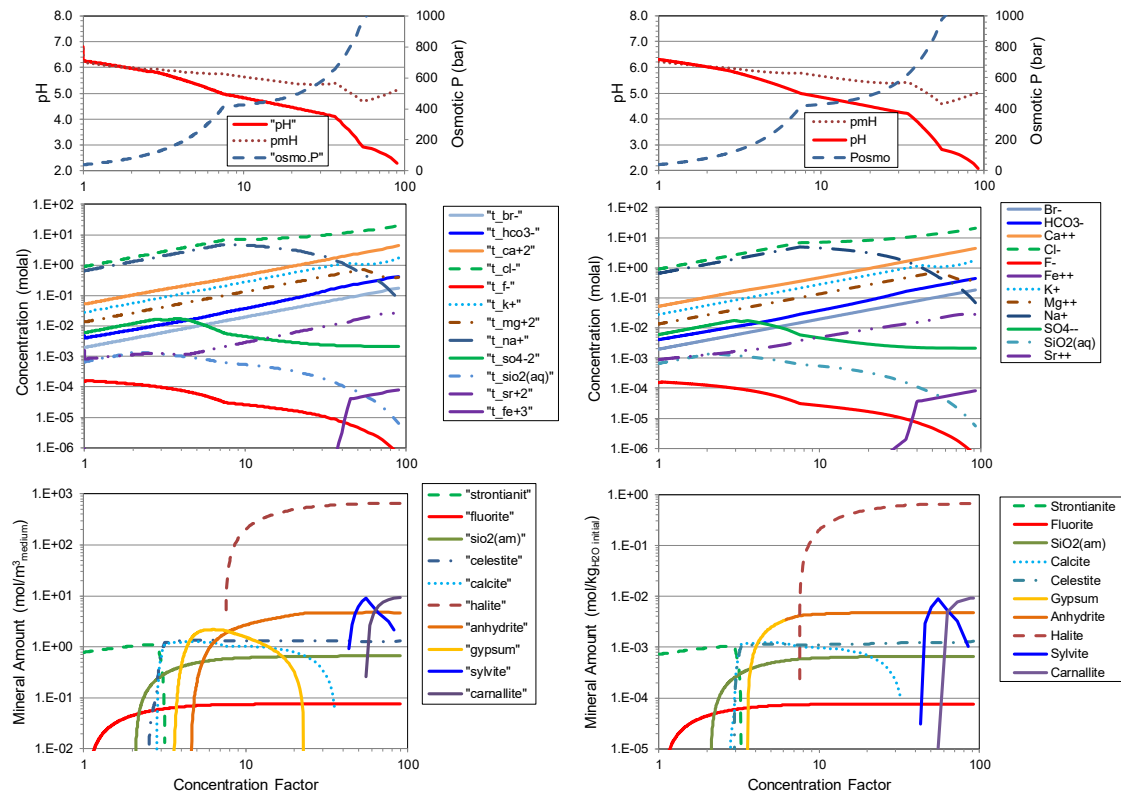 8.0
7.0
6.0
5.0
4.0
3.0
2.0
pH
1000
800
600
400
200
0
Osmotic P (bar)
"pH"
pmH
"osmo.P"
1
10
100
8.0
7.0
6.0
5.0
4.0
3.0
2.0
pH
1000
800
600
400
200
0
Osmotic P (bar)
pmH
pH
Posmo
1
10
100
1.E+02
1.E+01
1.E+00
1.E-01
1.E-02
1.E-03
1.E-04
1.E-05
1.E-06
Concentration (molal)
1
10
100
"t_br-"
"t_hco3-"
"t_ca+2"
"t_cl-"
"t_f-"
"t_k+"
"t_mg+2"
"t_na+"
"t_so4-2"
"t_sio2(aq)"
"t_sr+2"
"t_fe+3"
1.E+02
1.E+01
1.E+00
1.E-01
1.E-02
1.E-03
1.E-04
1.E-05
1.E-06
Concentration (molal)
1
10
100
Br-
HCO3-
Ca++
Cl-
F-
Fe++
K+
Mg++
Na+
SO4--
SiO2(aq)
Sr++
1.E+03
1.E+02
1.E+01
1.E+00
1.E-01
1.E-02
Mineral Amount (mol/m³medium)
1
10
100
Concentration Factor
"strontianit"
"fluorite"
"sio2(am)"
"celestite"
"calcite"
"halite"
"anhydrite"
"gypsum"
"sylvite"
"carnallite"
1.E+00
1.E-01
1.E-02
1.E-03
1.E-04
1.E-05
Mineral Amount (mol/kgH2O initial)
1
10
100
Concentration Factor
Strontianite
Fluorite
SiO2(am)
Calcite
Celestite
Gypsum
Anhydrite
Halite
Sylvite
Carnallite